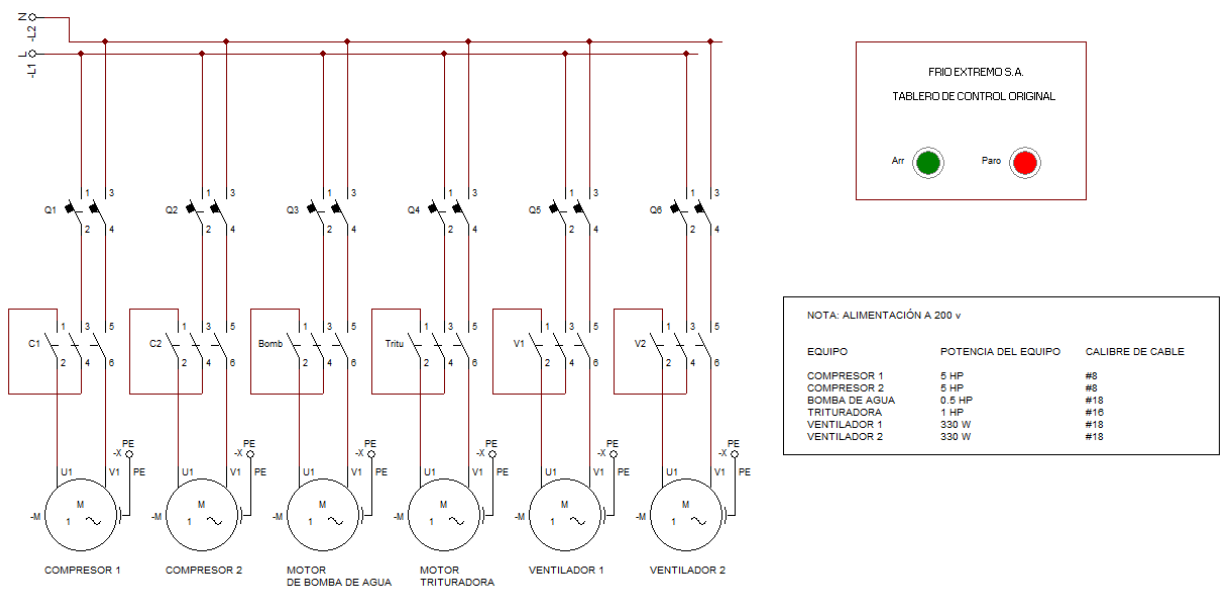 N
-L2
L
-L1
FRIO EXTREMO S.A.
TABLERO DE CONTROL ORIGINAL
Arr Paro
1 3 1 3 1 3 1 3 1 3 1 3
Q1 Q2 Q3 Q4 Q5 Q6
2 4 2 4 2 4 2 4 2 4 2 4
NOTA: ALIMENTACIÓN A 200 v
1 3 5 1 3 5 1 3 5 1 3 5 1 3 5 1 3 5
C1 C2 Bomb Tritu V1 V2
2 4 6 2 4 6 2 4 6 2 4 6 2 4 6 2 4 6
EQUIPO POTENCIA DEL EQUIPO CALIBRE DE CABLE
COMPRESOR 1 5 HP #8
COMPRESOR 2 5 HP #8
BOMBA DE AGUA 0.5 HP #18
TRITURADORA 1 HP #16
VENTILADOR 1 330 W #18
VENTILADOR 2 330 W #18
PE PE PE PE PE PE
-X -X -X -X -X -X
U1 V1 PE U1 V1 PE U1 V1 PE U1 V1 PE U1 V1 PE U1 V1 PE
M M M M M M
-M -M -M -M -M -M
1 1 1 1 1 1
COMPRESOR 1
COMPRESOR 2
MOTOR
DE BOMBA DE AGUA
MOTOR
TRITURADORA
VENTILADOR 1
VENTILADOR 2